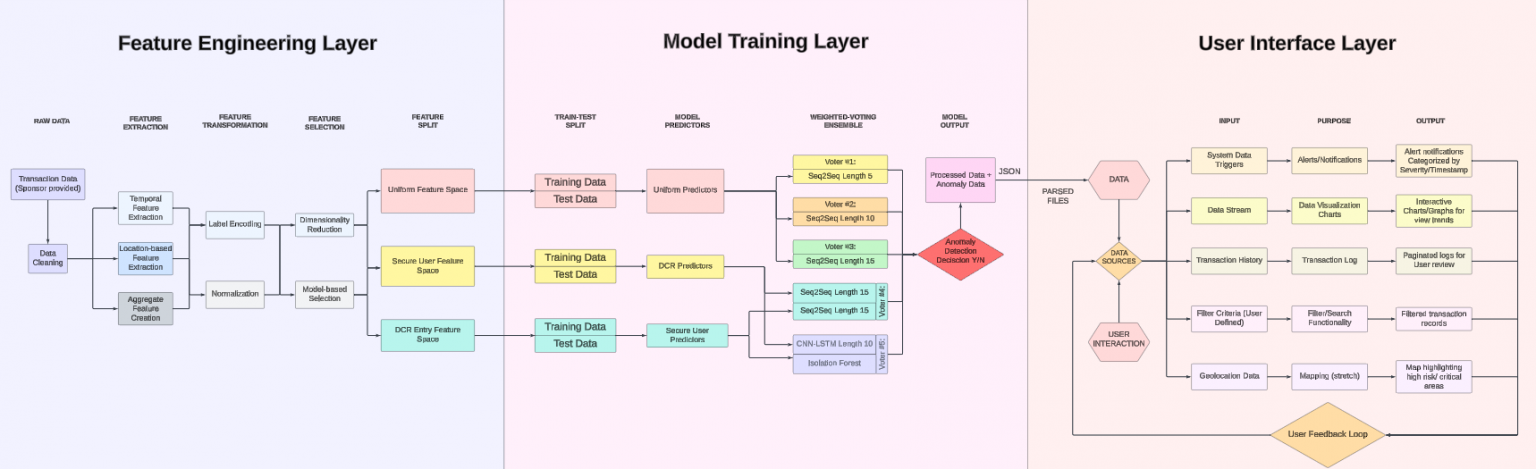 Feature Engineering Layer
RAW DATA
FEATURE
EXTRACTION
FEATURE
TRANSFORMATION
FEATURE
SELECTION
FEATURE
SPLIT
Transaction Data
(Sponsor provided)
Data
Cleaning
Temporal
Feature
Extraction
Location-based
Feature
Extraction
Aggregate
Feature
Creation
Label Encoding
Normalization
Dimensionality
Reduction
Model-based
Selection
Uniform Feature Space
Secure User Feature
Space
DCR Entry Feature
Space
Model Training Layer
TRAIN-TEST
SPLIT
MODEL
PREDICTORS
WEIGHTED-VOTING
ENSEMBLE
MODEL
OUTPUT
Training Data
Test Data
Training Data
Test Data
Training Data
Test Data
Uniform Predictors
DCR Predictors
Secure User
Predictors
Voter #1:
Seq2Seq Length 5
Voter #2:
Seq2Seq Length 10
Voter #3:
Seq2Seq Length 15
Seq2Seq Length 15
Seq2Seq Length 15
Voter #4:
CNN-LSTM Length 10
Isolation Forest
Voter #5:
Processed Data +
Anomaly Data
Anomaly
Detection
Decision Y/N
JSON
PARSED
FILES
User Interface Layer
INPUT
PURPOSE
OUTPUT
DATA
DATA
SOURCES
USER
INTERACTION
System Data
Triggers
Alerts/Notifications
Alert notifications
Categorized by
Severity/Timestamp
Data Stream
Data Visualization
Charts
Interactive
Charts/Graphs for
view trends
Transaction History
Transaction Log
Paginated logs for
User review
Filter Criteria (User
Defined)
Filter/Search
Functionality
Filtered transaction
records
Geolocation Data
Mapping (stretch)
Map highlighting
high risk/ critical
areas
User Feedback Loop